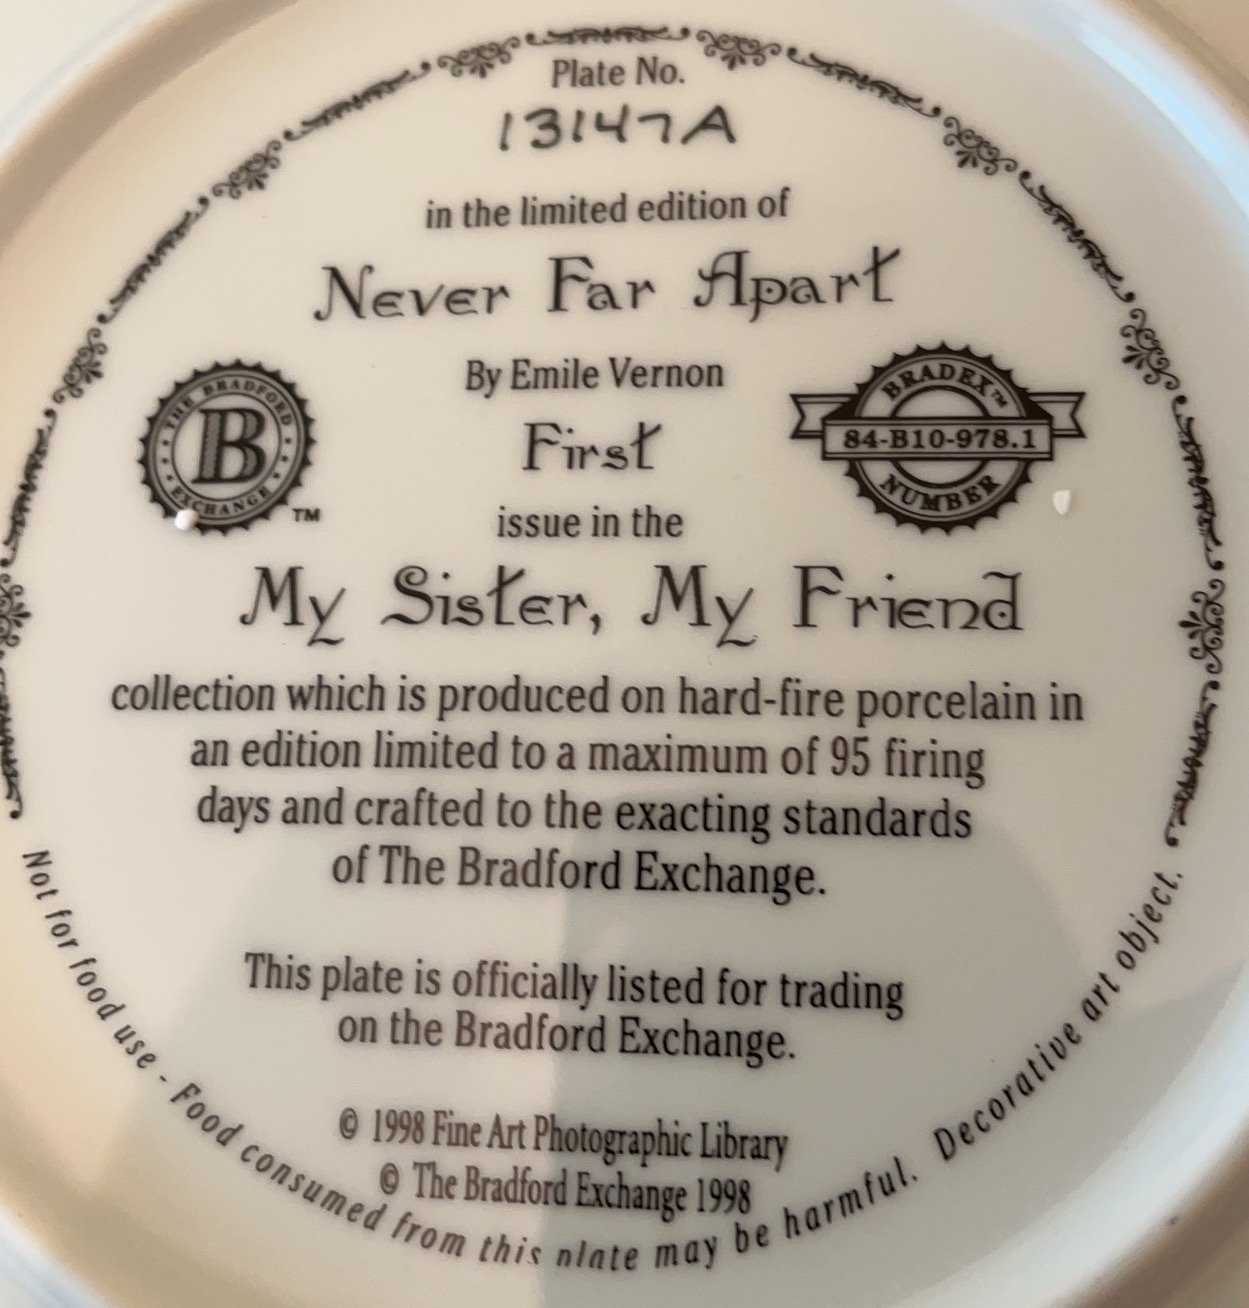 Plate No.
13147A
in the limited edition of
Never Far Apart
By Emile Vernon
THE BRADFORD
B
EXCHANGE
TM
BRADEX™
84-B10-978.1
NUMBER
First
issue in the
My Sister, My Friend
collection which is produced on hard-fire porcelain in
an edition limited to a maximum of 95 firing
days and crafted to the exacting standards
of The Bradford Exchange.
This plate is officially listed for trading
on the Bradford Exchange.
© 1998 Fine Art Photographic Library
© The Bradford Exchange 1998
Not for food use - Food consumed from this plate may be harmful. Decorative art object.